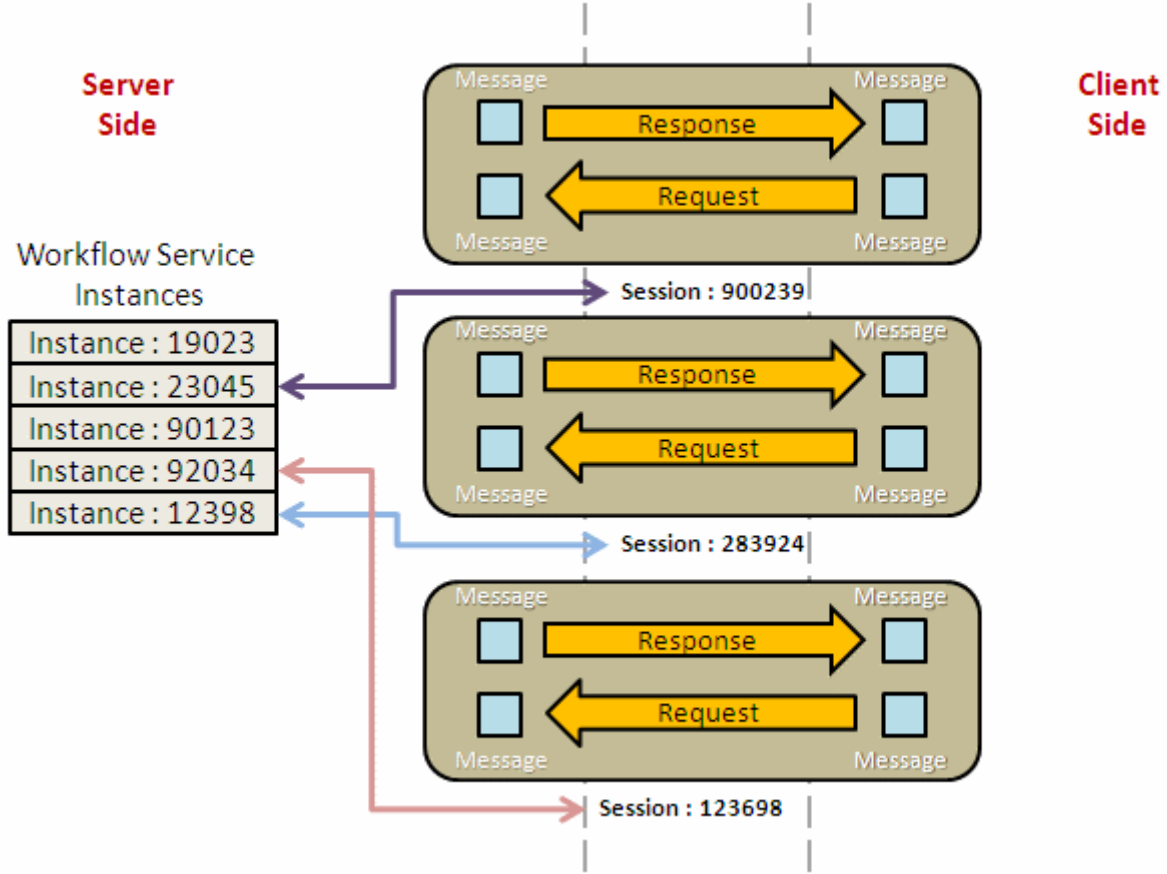 Server
Side
Client
Side
Message
Message
Response
Request
Message
Message
Session : 900239
Workflow Service
Instances
Instance : 19023
Instance : 23045
Instance : 90123
Instance : 92034
Instance : 12398
Message
Message
Response
Request
Message
Message
Session : 283924
Message
Message
Response
Request
Message
Message
Session : 123698